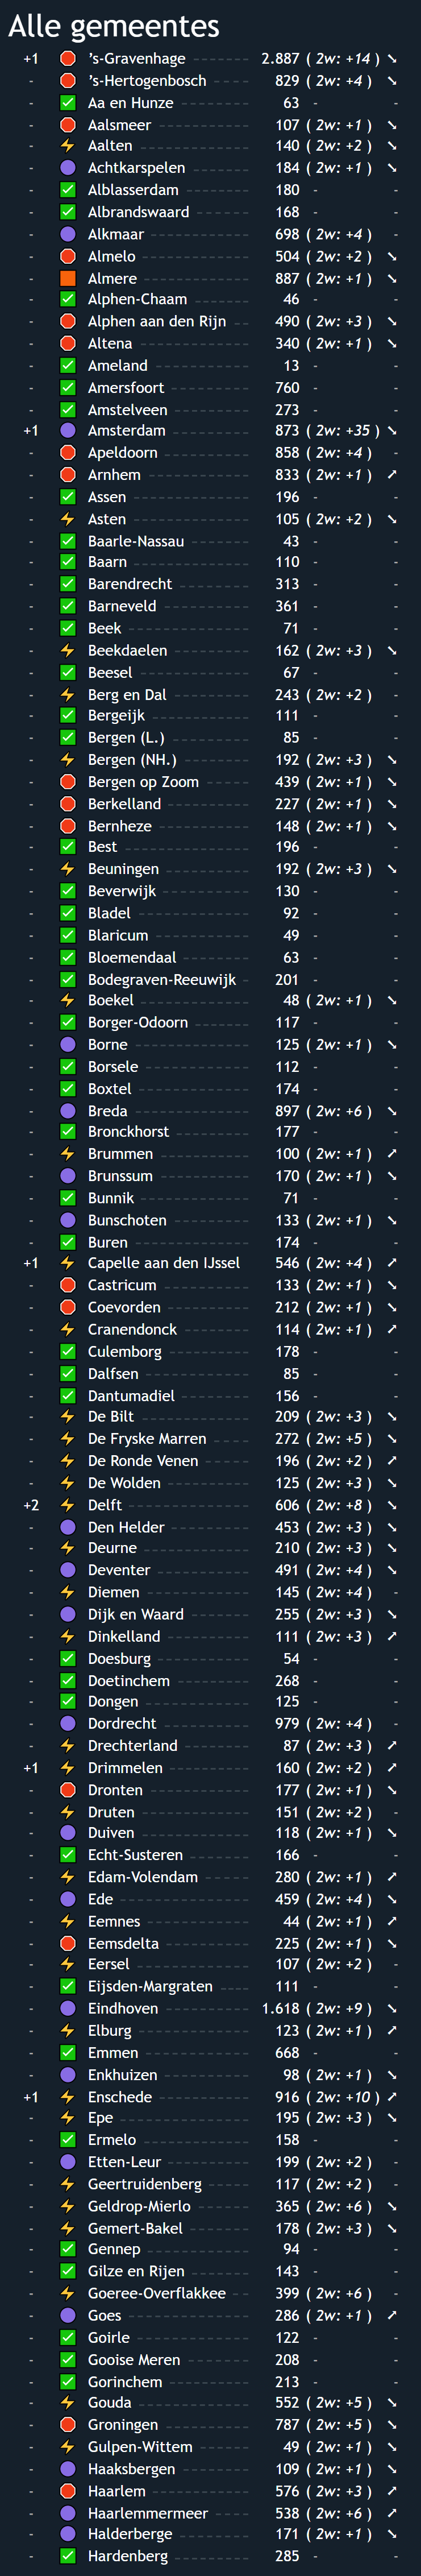 Alle gemeentes
+1 's-Gravenhage 2.887 ( 2w: +14 ) ➘
- 's-Hertogenbosch 829 ( 2w: +4 ) ➘
- Aa en Hunze 63 - -
- Aalsmeer 107 ( 2w: +1 ) ➘
- Aalten 140 ( 2w: +2 ) ➘
- Achtkarspelen 184 ( 2w: +1 ) ➘
- Alblasserdam 180 - -
- Albrandswaard 168 - -
- Alkmaar 698 ( 2w: +4 ) -
- Almelo 504 ( 2w: +2 ) ➘
- Almere 887 ( 2w: +1 ) ➘
- Alphen-Chaam 46 - -
- Alphen aan den Rijn 490 ( 2w: +3 ) ➘
- Altena 340 ( 2w: +1 ) ➘
- Ameland 13 - -
- Amersfoort 760 - -
- Amstelveen 273 - -
+1 Amsterdam 873 ( 2w: +35 ) ➘
- Apeldoorn 858 ( 2w: +4 ) -
- Arnhem 833 ( 2w: +1 ) ➚
- Assen 196 - -
- Asten 105 ( 2w: +2 ) ➘
- Baarle-Nassau 43 - -
- Baarn 110 - -
- Barendrecht 313 - -
- Barneveld 361 - -
- Beek 71 - -
- Beekdaelen 162 ( 2w: +3 ) ➘
- Beesel 67 - -
- Berg en Dal 243 ( 2w: +2 ) -
- Bergeijk 111 - -
- Bergen (L.) 85 - -
- Bergen (NH.) 192 ( 2w: +3 ) ➘
- Bergen op Zoom 439 ( 2w: +1 ) ➘
- Berkelland 227 ( 2w: +1 ) ➘
- Bernheze 148 ( 2w: +1 ) ➘
- Best 196 - -
- Beuningen 192 ( 2w: +3 ) ➘
- Beverwijk 130 - -
- Bladel 92 - -
- Blaricum 49 - -
- Bloemendaal 63 - -
- Bodegraven-Reeuwijk 201 - -
- Boekel 48 ( 2w: +1 ) ➘
- Borger-Odoorn 117 - -
- Borne 125 ( 2w: +1 ) ➘
- Borsele 112 - -
- Boxtel 174 - -
- Breda 897 ( 2w: +6 ) ➘
- Bronckhorst 177 - -
- Brummen 100 ( 2w: +1 ) ➚
- Brunssum 170 ( 2w: +1 ) ➘
- Bunnik 71 - -
- Bunschoten 133 ( 2w: +1 ) ➘
- Buren 174 - -
+1 Capelle aan den IJssel 546 ( 2w: +4 ) ➚
- Castricum 133 ( 2w: +1 ) ➘
- Coevorden 212 ( 2w: +1 ) ➘
- Cranendonck 114 ( 2w: +1 ) ➚
- Culemborg 178 - -
- Dalfsen 85 - -
- Dantumadiel 156 - -
- De Bilt 209 ( 2w: +3 ) ➘
- De Fryske Marren 272 ( 2w: +5 ) ➘
- De Ronde Venen 196 ( 2w: +2 ) ➚
- De Wolden 125 ( 2w: +3 ) ➘
+2 Delft 606 ( 2w: +8 ) ➘
- Den Helder 453 ( 2w: +3 ) ➘
- Deurne 210 ( 2w: +3 ) ➘
- Deventer 491 ( 2w: +4 ) ➘
- Diemen 145 ( 2w: +4 ) -
- Dijk en Waard 255 ( 2w: +3 ) ➘
- Dinkelland 111 ( 2w: +3 ) ➚
- Doesburg 54 - -
- Doetinchem 268 - -
- Dongen 125 - -
- Dordrecht 979 ( 2w: +4 ) -
- Drechterland 87 ( 2w: +3 ) ➚
+1 Drimmelen 160 ( 2w: +2 ) ➚
- Dronten 177 ( 2w: +1 ) ➘
- Druten 151 ( 2w: +2 ) -
- Duiven 118 ( 2w: +1 ) ➘
- Echt-Susteren 166 - -
- Edam-Volendam 280 ( 2w: +1 ) ➚
- Ede 459 ( 2w: +4 ) ➘
- Eemnes 44 ( 2w: +1 ) ➚
- Eemsdelta 225 ( 2w: +1 ) ➘
- Eersel 107 ( 2w: +2 ) -
- Eijsden-Margraten 111 - -
- Eindhoven 1.618 ( 2w: +9 ) ➘
- Elburg 123 ( 2w: +1 ) ➚
- Emmen 668 - -
- Enkhuizen 98 ( 2w: +1 ) ➘
+1 Enschede 916 ( 2w: +10 ) ➚
- Epe 195 ( 2w: +3 ) ➘
- Ermelo 158 - -
- Etten-Leur 199 ( 2w: +2 ) -
- Geertruidenberg 117 ( 2w: +2 ) -
- Geldrop-Mierlo 365 ( 2w: +6 ) ➘
- Gemert-Bakel 178 ( 2w: +3 ) ➘
- Gennep 94 - -
- Gilze en Rijen 143 - -
- Goeree-Overflakkee 399 ( 2w: +6 ) -
- Goes 286 ( 2w: +1 ) ➚
- Goirle 122 - -
- Gooise Meren 208 - -
- Gorinchem 213 - -
- Gouda 552 ( 2w: +5 ) ➘
- Groningen 787 ( 2w: +5 ) ➘
- Gulpen-Wittem 49 ( 2w: +1 ) ➘
- Haaksbergen 109 ( 2w: +1 ) ➘
- Haarlem 576 ( 2w: +3 ) ➚
- Haarlemmermeer 538 ( 2w: +6 ) ➚
- Halderberge 171 ( 2w: +1 ) ➘
- Hardenberg 285 - -